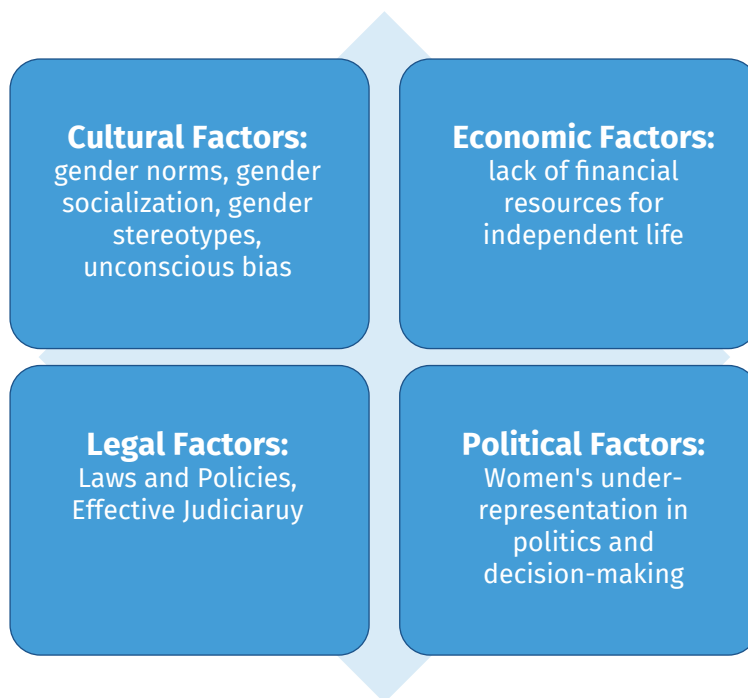 Cultural Factors:
gender norms, gender
socialization, gender
stereotypes,
unconscious bias
Economic Factors:
lack of financial
resources for
independent life
Legal Factors:
Laws and Policies,
Effective Judiciaruy
Political Factors:
Women's under-
representation in
politics and
decision-making